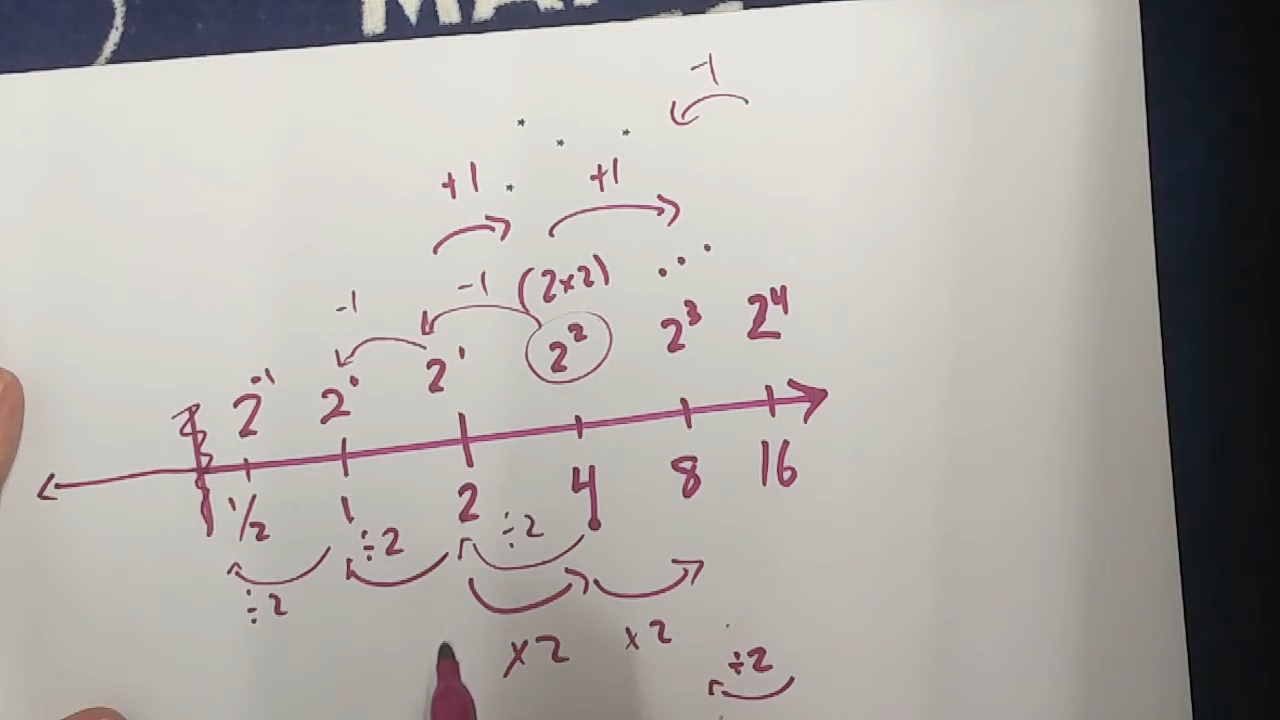 -1
+1 +1
-1 -1 (2×2) ...
2⁻¹ 2⁰ 2¹ 2² 2³ 2⁴
1/2 1 2 4 8 16
÷2 ÷2 ÷2
×2 ×2
÷2